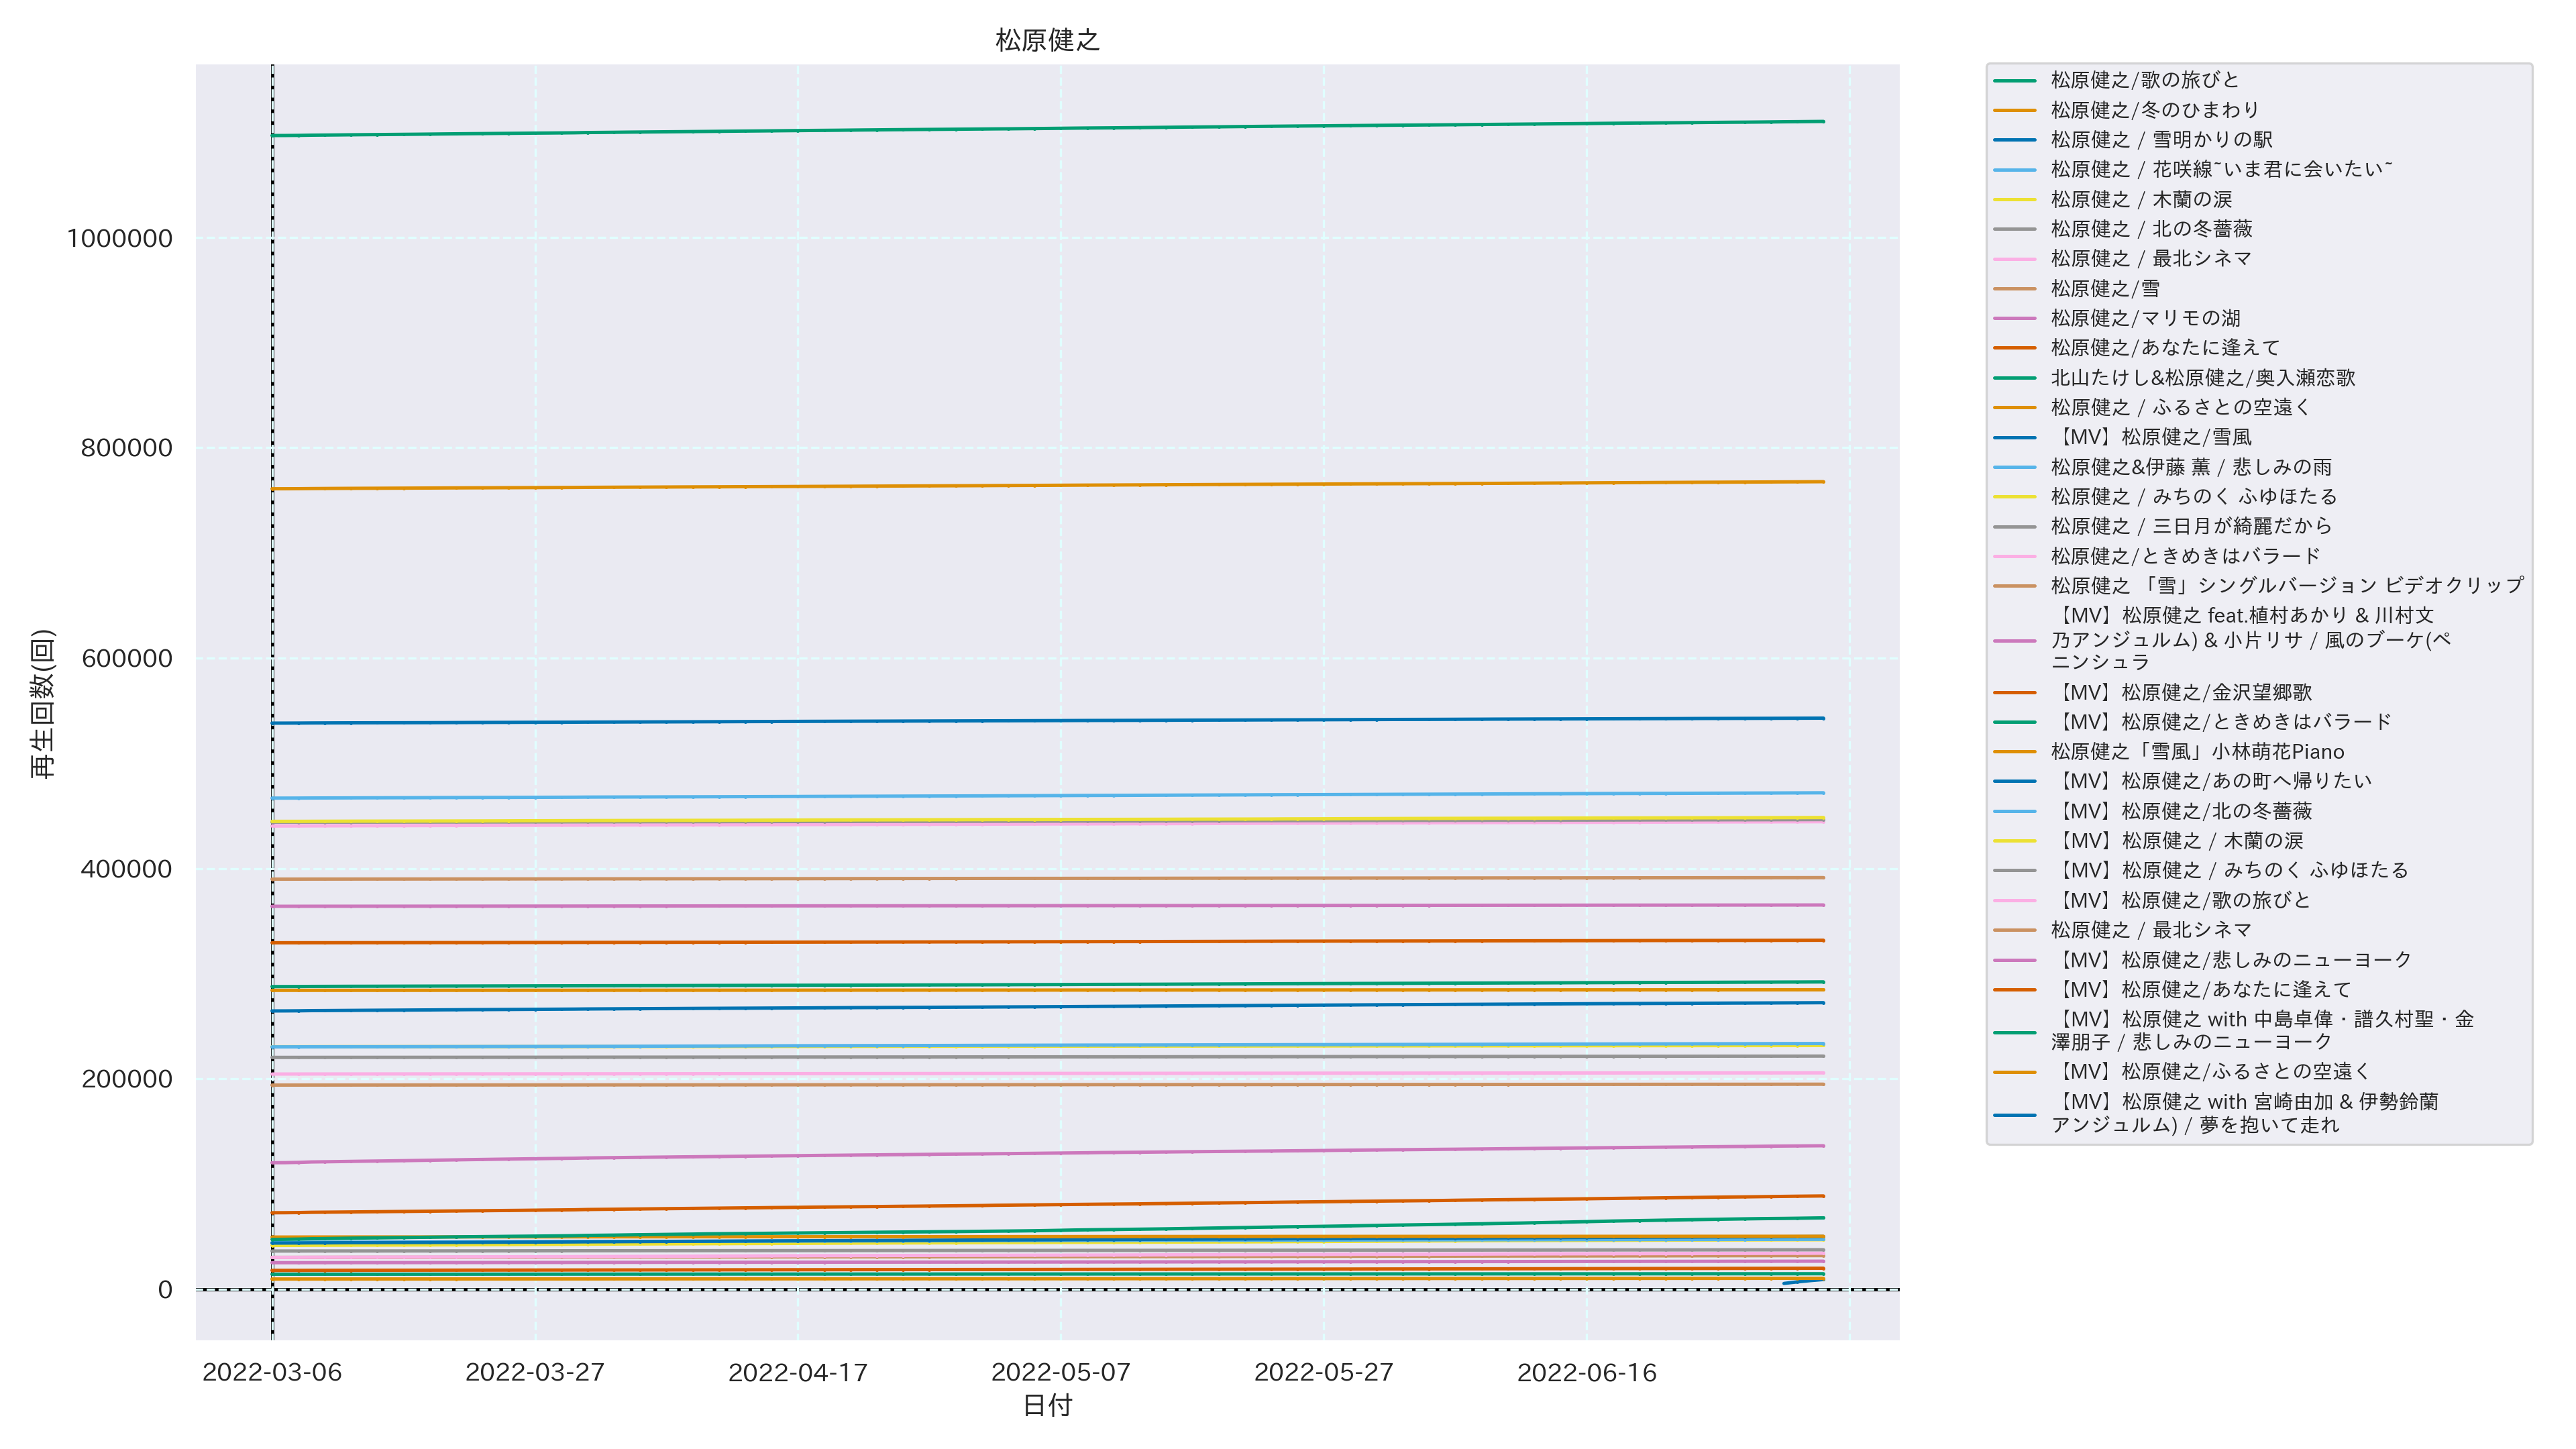 松原健之
1000000
800000
600000
400000
200000
0
再生回数(回)
2022-03-06
2022-03-27
2022-04-17
2022-05-07
2022-05-27
2022-06-16
日付
松原健之/歌の旅びと
松原健之/冬のひまわり
松原健之 / 雪明かりの駅
松原健之 / 花咲線~いま君に会いたい~
松原健之 / 木蘭の涙
松原健之 / 北の冬薔薇
松原健之 / 最北シネマ
松原健之/雪
松原健之/マリモの湖
松原健之/あなたに逢えて
北山たけし&松原健之/奥入瀬恋歌
松原健之 / ふるさとの空遠く
【MV】松原健之/雪風
松原健之&伊藤 薫 / 悲しみの雨
松原健之 / みちのく ふゆほたる
松原健之 / 三日月が綺麗だから
松原健之/ときめきはバラード
松原健之 「雪」シングルバージョン ビデオクリップ
【MV】松原健之 feat.植村あかり & 川村文
乃アンジュルム) & 小片リサ / 風のブーケ(ペ
ニンシュラ
【MV】松原健之/金沢望郷歌
【MV】松原健之/ときめきはバラード
松原健之「雪風」小林萌花Piano
【MV】松原健之/あの町へ帰りたい
【MV】松原健之/北の冬薔薇
【MV】松原健之 / 木蘭の涙
【MV】松原健之 / みちのく ふゆほたる
【MV】松原健之/歌の旅びと
松原健之 / 最北シネマ
【MV】松原健之/悲しみのニューヨーク
【MV】松原健之/あなたに逢えて
【MV】松原健之 with 中島卓偉・譜久村聖・金
澤朋子 / 悲しみのニューヨーク
【MV】松原健之/ふるさとの空遠く
【MV】松原健之 with 宮崎由加 & 伊勢鈴蘭
アンジュルム) / 夢を抱いて走れ